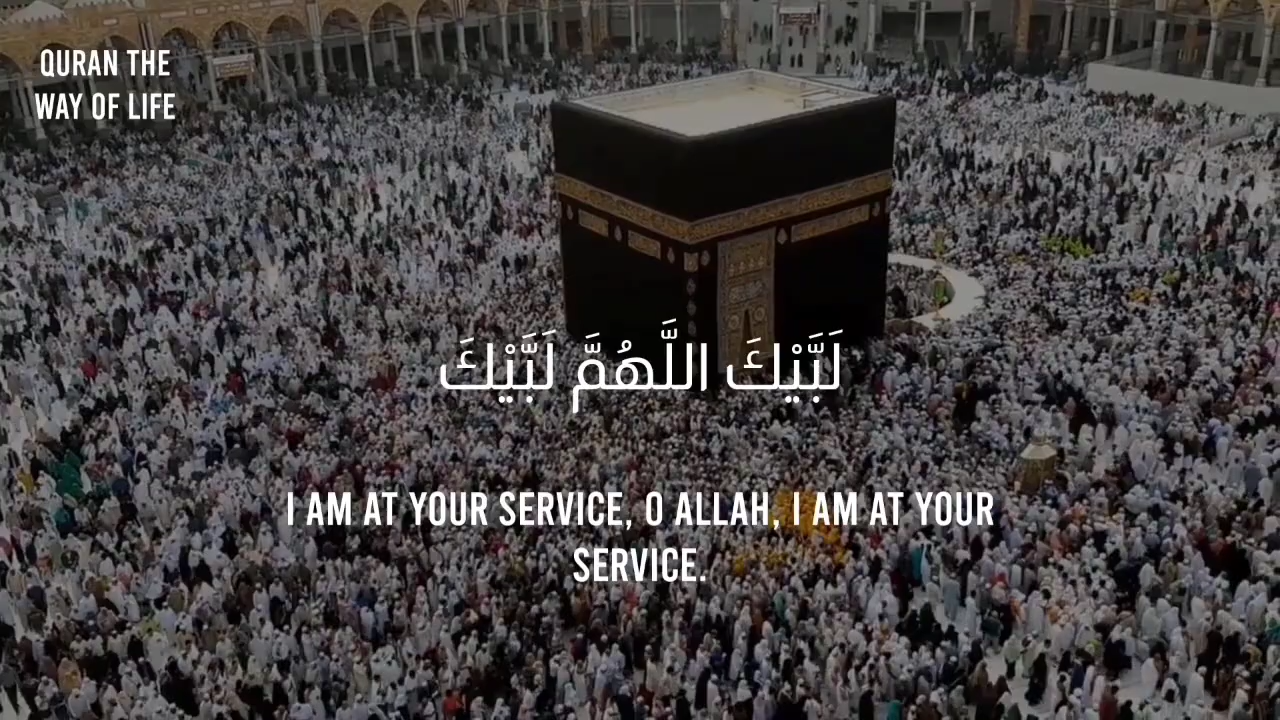 QURAN THE
WAY OF LIFE
لَبَّيْكَ اللَّهُمَّ لَبَّيْكَ
I AM AT YOUR SERVICE, O ALLAH, I AM AT YOUR
SERVICE.